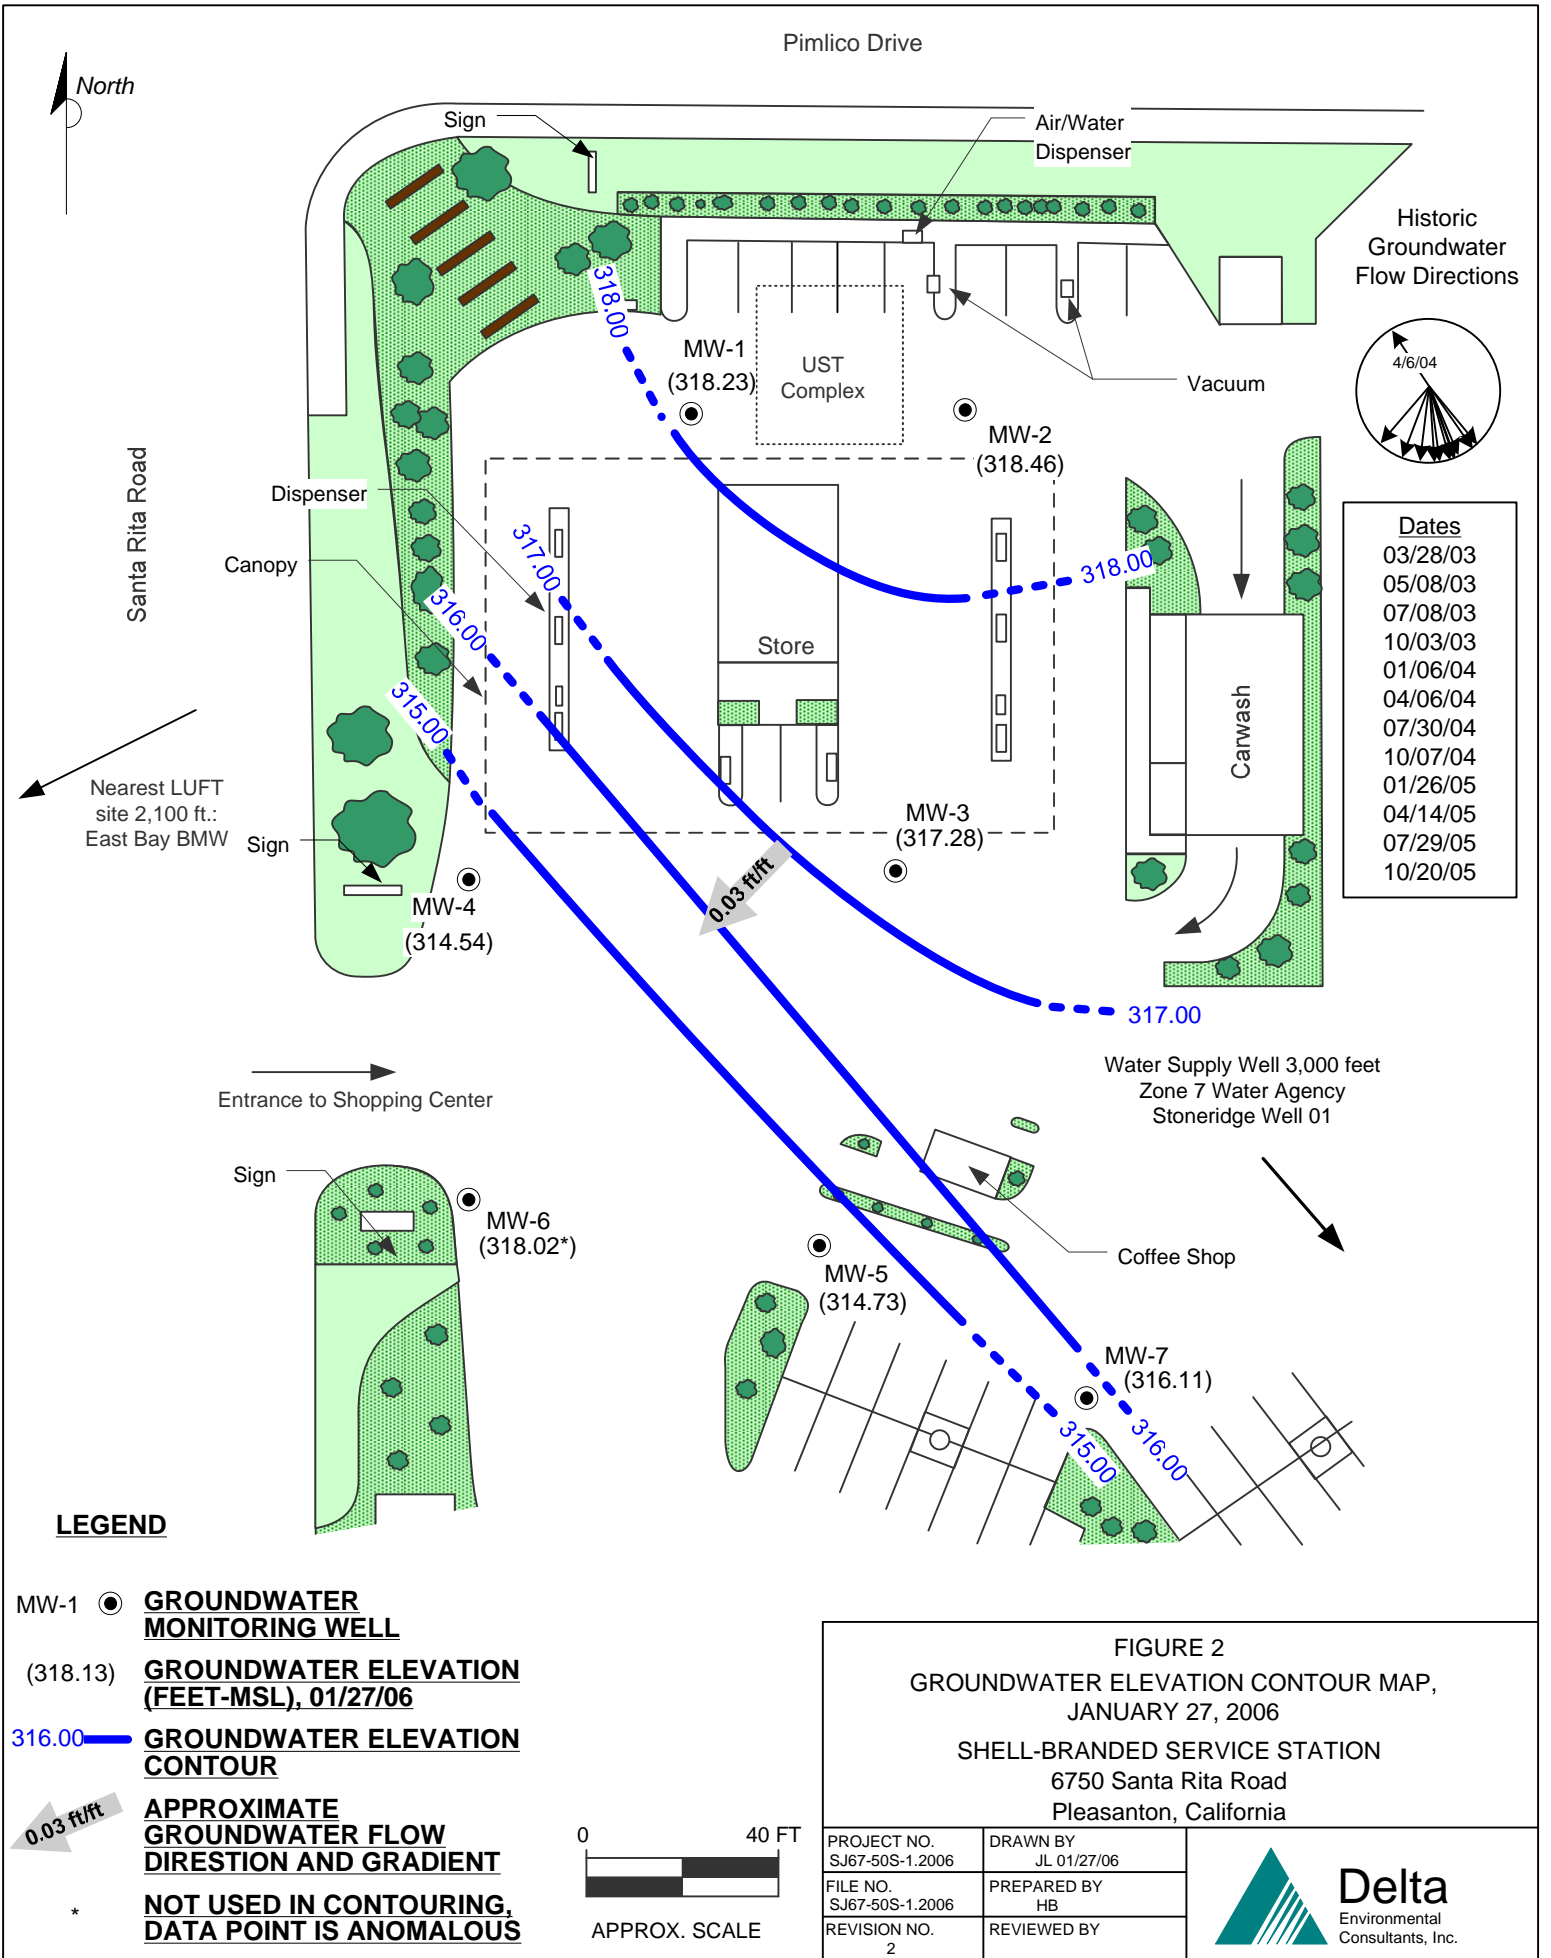 Pimlico Drive
North
Sign
Air/Water
Dispenser
Historic
Groundwater
Flow Directions
4/6/04
318.00
MW-1
(318.23)
UST
Complex
Vacuum
MW-2
(318.46)
Santa Rita Road
Dispenser
Canopy
317.00
316.00
315.00
318.00
Store
Carwash
Dates
03/28/03
05/08/03
07/08/03
10/03/03
01/06/04
04/06/04
07/30/04
10/07/04
01/26/05
04/14/05
07/29/05
10/20/05
Nearest LUFT
site 2,100 ft.:
East Bay BMW
Sign
MW-3
(317.28)
0.03 ft/ft
MW-4
(314.54)
317.00
Water Supply Well 3,000 feet
Zone 7 Water Agency
Stoneridge Well 01
Entrance to Shopping Center
Sign
MW-6
(318.02*)
Coffee Shop
MW-5
(314.73)
MW-7
(316.11)
315.00
316.00
LEGEND
MW-1 GROUNDWATER
MONITORING WELL
(318.13) GROUNDWATER ELEVATION
(FEET-MSL), 01/27/06
316.00 GROUNDWATER ELEVATION
CONTOUR
0.03 ft/ft APPROXIMATE
GROUNDWATER FLOW
DIRESTION AND GRADIENT
* NOT USED IN CONTOURING,
DATA POINT IS ANOMALOUS
0 40 FT
APPROX. SCALE
FIGURE 2
GROUNDWATER ELEVATION CONTOUR MAP,
JANUARY 27, 2006
SHELL-BRANDED SERVICE STATION
6750 Santa Rita Road
Pleasanton, California
PROJECT NO.
SJ67-50S-1.2006
DRAWN BY
JL 01/27/06
FILE NO.
SJ67-50S-1.2006
PREPARED BY
HB
REVISION NO.
2
REVIEWED BY
Delta
Environmental
Consultants, Inc.